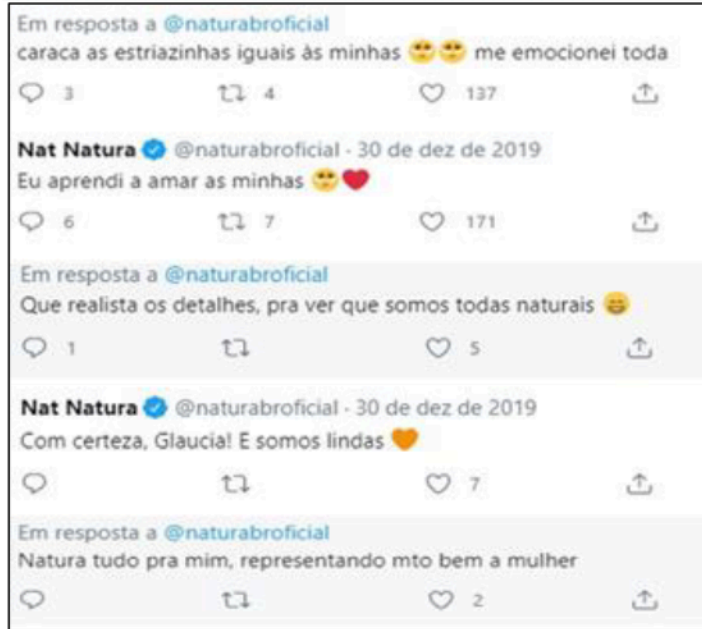 Em resposta a @naturabroficial
caraca as estriazinhas iguais às minhas 🥺🥺 me emocionei toda
3 4 137
Nat Natura @naturabroficial · 30 de dez de 2019
Eu aprendi a amar as minhas 🥺❤️
6 7 171
Em resposta a @naturabroficial
Que realista os detalhes, pra ver que somos todas naturais 😄
1 5
Nat Natura @naturabroficial · 30 de dez de 2019
Com certeza, Glaucia! E somos lindas 🧡
7
Em resposta a @naturabroficial
Natura tudo pra mim, representando mto bem a mulher
2